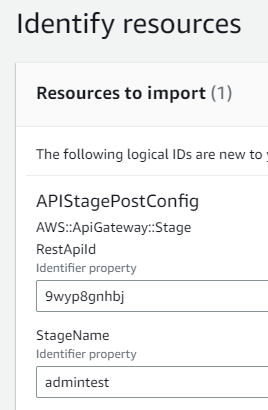 Identify resources
Resources to import (1)
The following logical IDs are new to
APIStagePostConfig
AWS::ApiGateway::Stage
RestApiId
Identifier property
9wyp8gnhbj
StageName
Identifier property
admintest